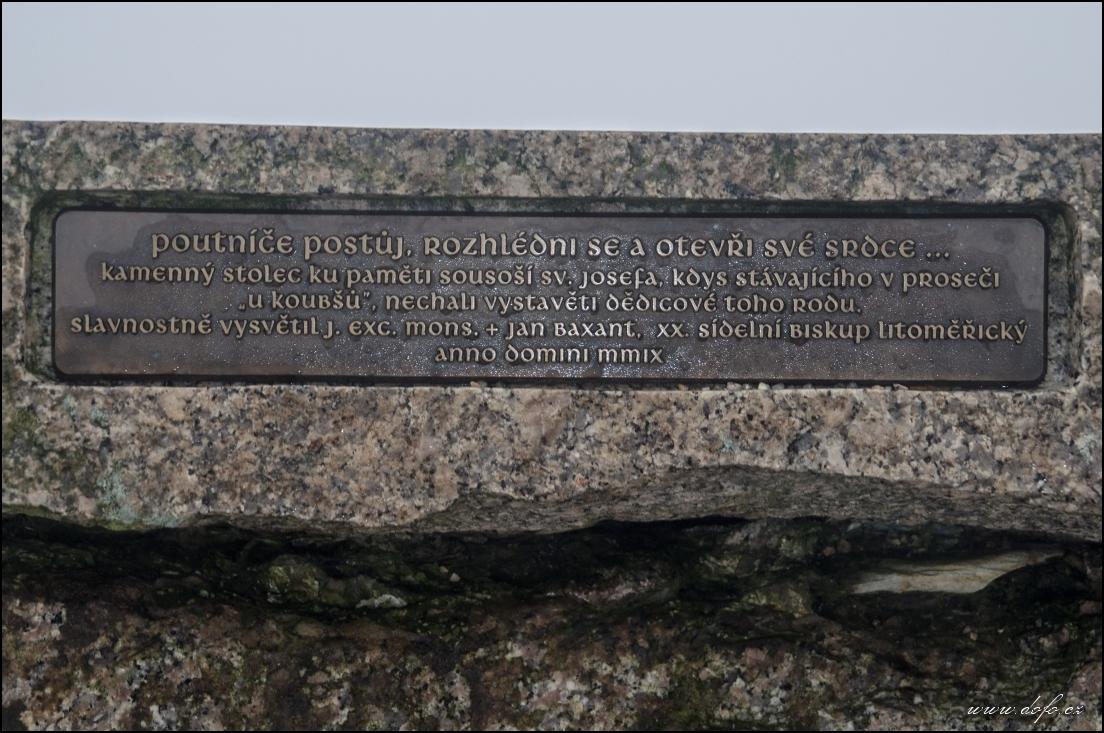 poutníče postůj, rozhlédni se a otevři své srdce ...
kamenný stolec ku paměti sousoší sv. josefa, kdys stávajícího v proseči
„u koubšů”, nechali vystavěti dědicové toho rodu.
slavnostně vysvětil j. exc. mons. + jan baxant, xx. sídelní biskup litoměřický
anno domini mmix
www.dofo.cz